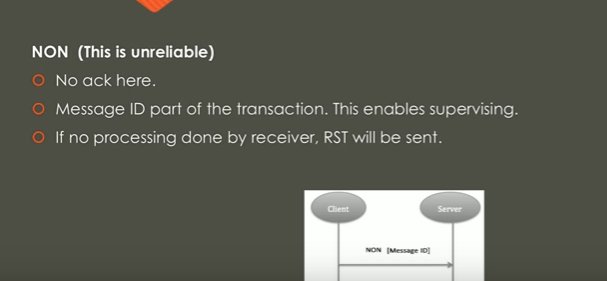 NON (This is unreliable)
No ack here.
Message ID part of the transaction. This enables supervising.
If no processing done by receiver, RST will be sent.
Client Server
NON [Message ID]